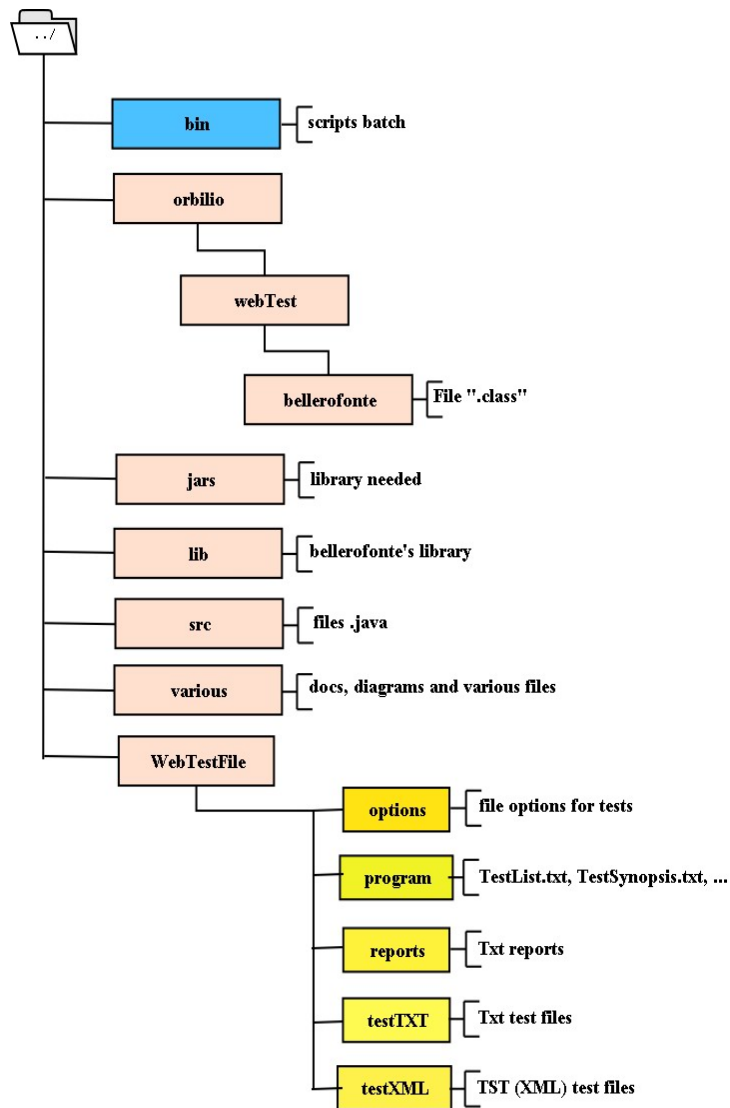 ../
bin
scripts batch
orbilio
webTest
bellerofonte
File ".class"
jars
library needed
lib
bellerofonte's library
src
files .java
various
docs, diagrams and various files
WebTestFile
options
file options for tests
program
TestList.txt, TestSynopsis.txt, ...
reports
Txt reports
testTXT
Txt test files
testXML
TST (XML) test files